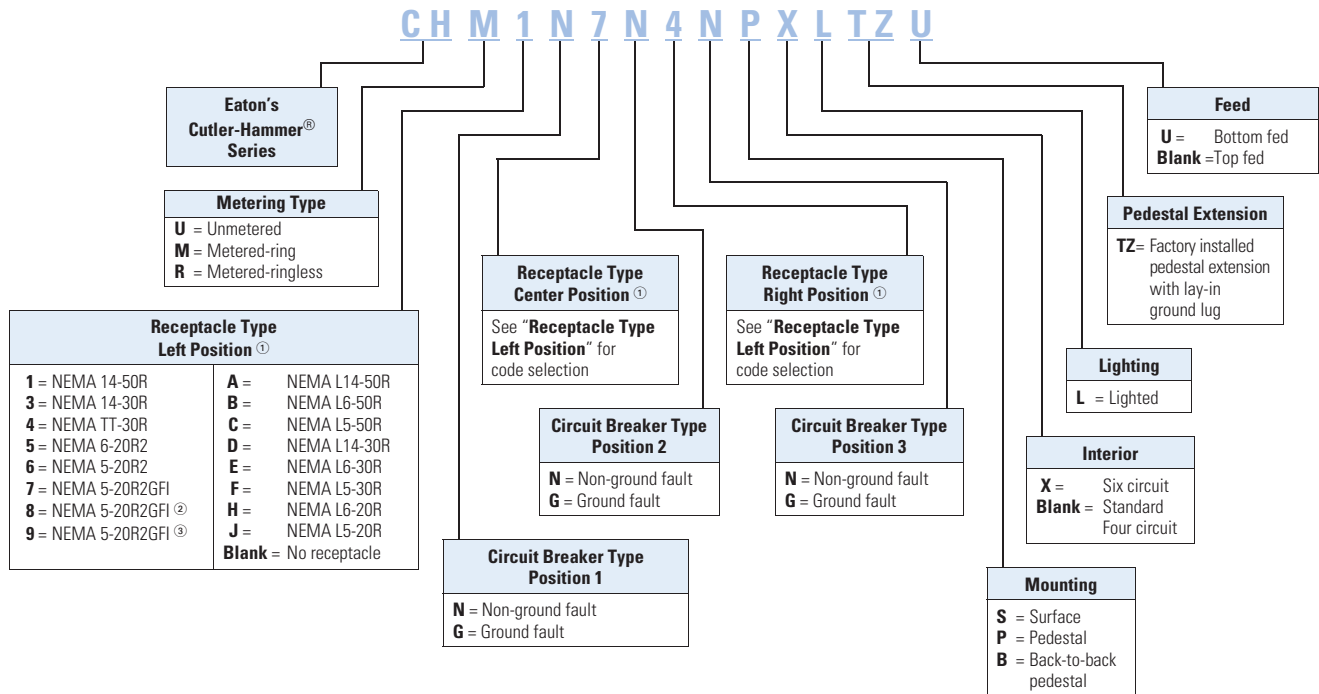 CH M 1 N 7 N 4 N P X L TZ U
Eaton's
Cutler-Hammer®
Series
Metering Type
U = Unmetered
M = Metered-ring
R = Metered-ringless
Receptacle Type
Left Position ①
1 = NEMA 14-50R
3 = NEMA 14-30R
4 = NEMA TT-30R
5 = NEMA 6-20R2
6 = NEMA 5-20R2
7 = NEMA 5-20R2GFI
8 = NEMA 5-20R2GFI ②
9 = NEMA 5-20R2GFI ③
A = NEMA L14-50R
B = NEMA L6-50R
C = NEMA L5-50R
D = NEMA L14-30R
E = NEMA L6-30R
F = NEMA L5-30R
H = NEMA L6-20R
J = NEMA L5-20R
Blank = No receptacle
Circuit Breaker Type
Position 1
N = Non-ground fault
G = Ground fault
Receptacle Type
Center Position ①
See "Receptacle Type
Left Position" for
code selection
Circuit Breaker Type
Position 2
N = Non-ground fault
G = Ground fault
Receptacle Type
Right Position ①
See "Receptacle Type
Left Position" for
code selection
Circuit Breaker Type
Position 3
N = Non-ground fault
G = Ground fault
Mounting
S = Surface
P = Pedestal
B = Back-to-back
pedestal
Interior
X = Six circuit
Blank = Standard
Four circuit
Lighting
L = Lighted
Pedestal Extension
TZ= Factory installed
pedestal extension
with lay-in
ground lug
Feed
U = Bottom fed
Blank =Top fed